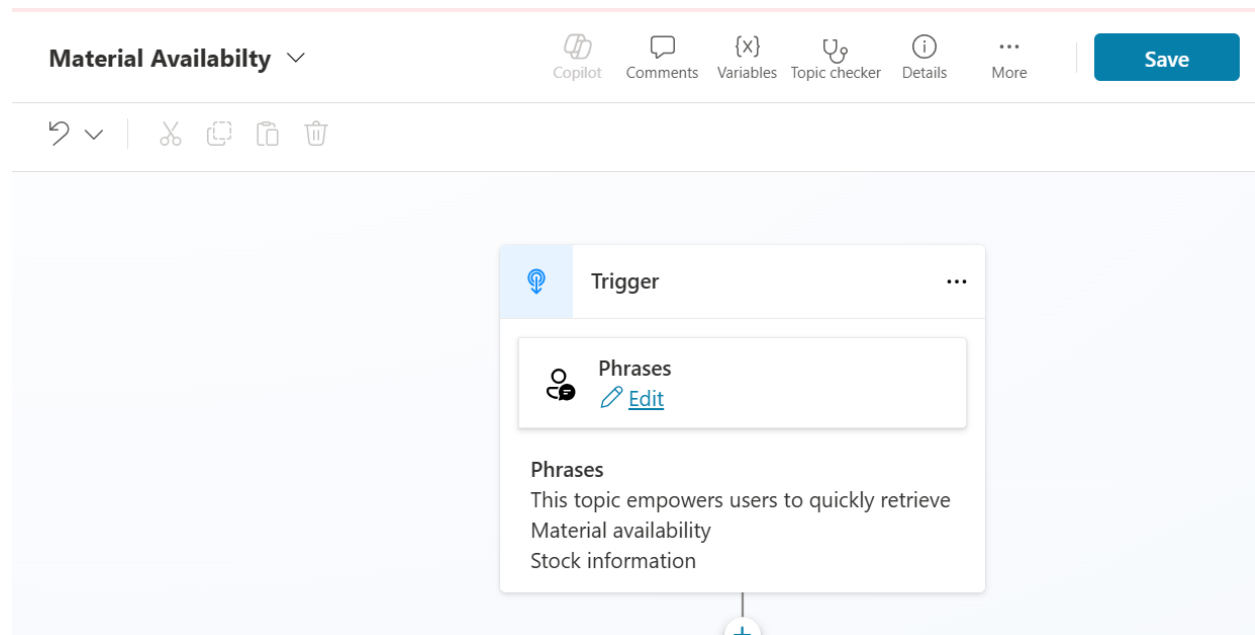 Material Availabilty
Copilot
Comments
{x}
Variables
Topic checker
Details
More
Save
Trigger
Phrases
Edit
Phrases
This topic empowers users to quickly retrieve
Material availability
Stock information